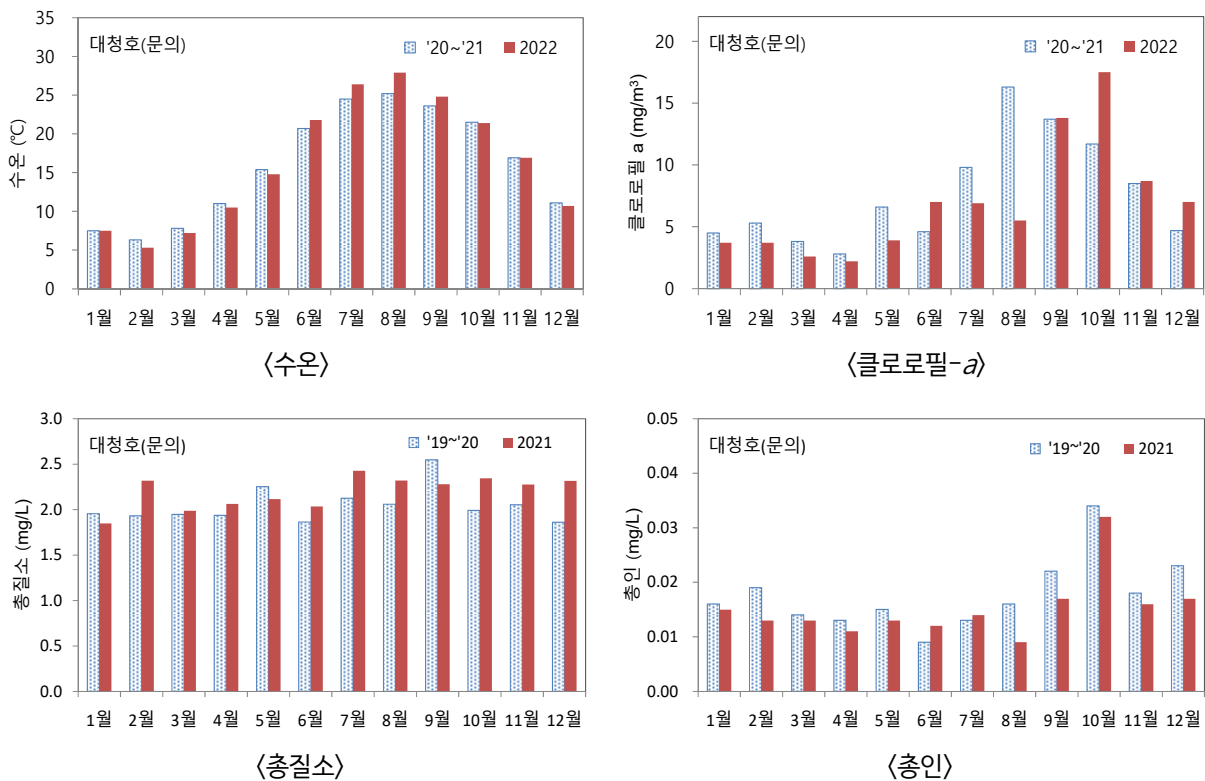 대청호(문의)
'20~'21
2022
수온 (℃)
35
30
25
20
15
10
5
0
1월 2월 3월 4월 5월 6월 7월 8월 9월 10월 11월 12월
〈수온〉
대청호(문의)
'20~'21
2022
클로로필 a (mg/m³)
20
15
10
5
0
1월 2월 3월 4월 5월 6월 7월 8월 9월 10월 11월 12월
〈클로로필-a〉
대청호(문의)
'19~'20
2021
총질소 (mg/L)
3.0
2.5
2.0
1.5
1.0
0.5
0.0
1월 2월 3월 4월 5월 6월 7월 8월 9월 10월 11월 12월
〈총질소〉
대청호(문의)
'19~'20
2021
총인 (mg/L)
0.05
0.04
0.03
0.02
0.01
0.00
1월 2월 3월 4월 5월 6월 7월 8월 9월 10월 11월 12월
〈총인〉